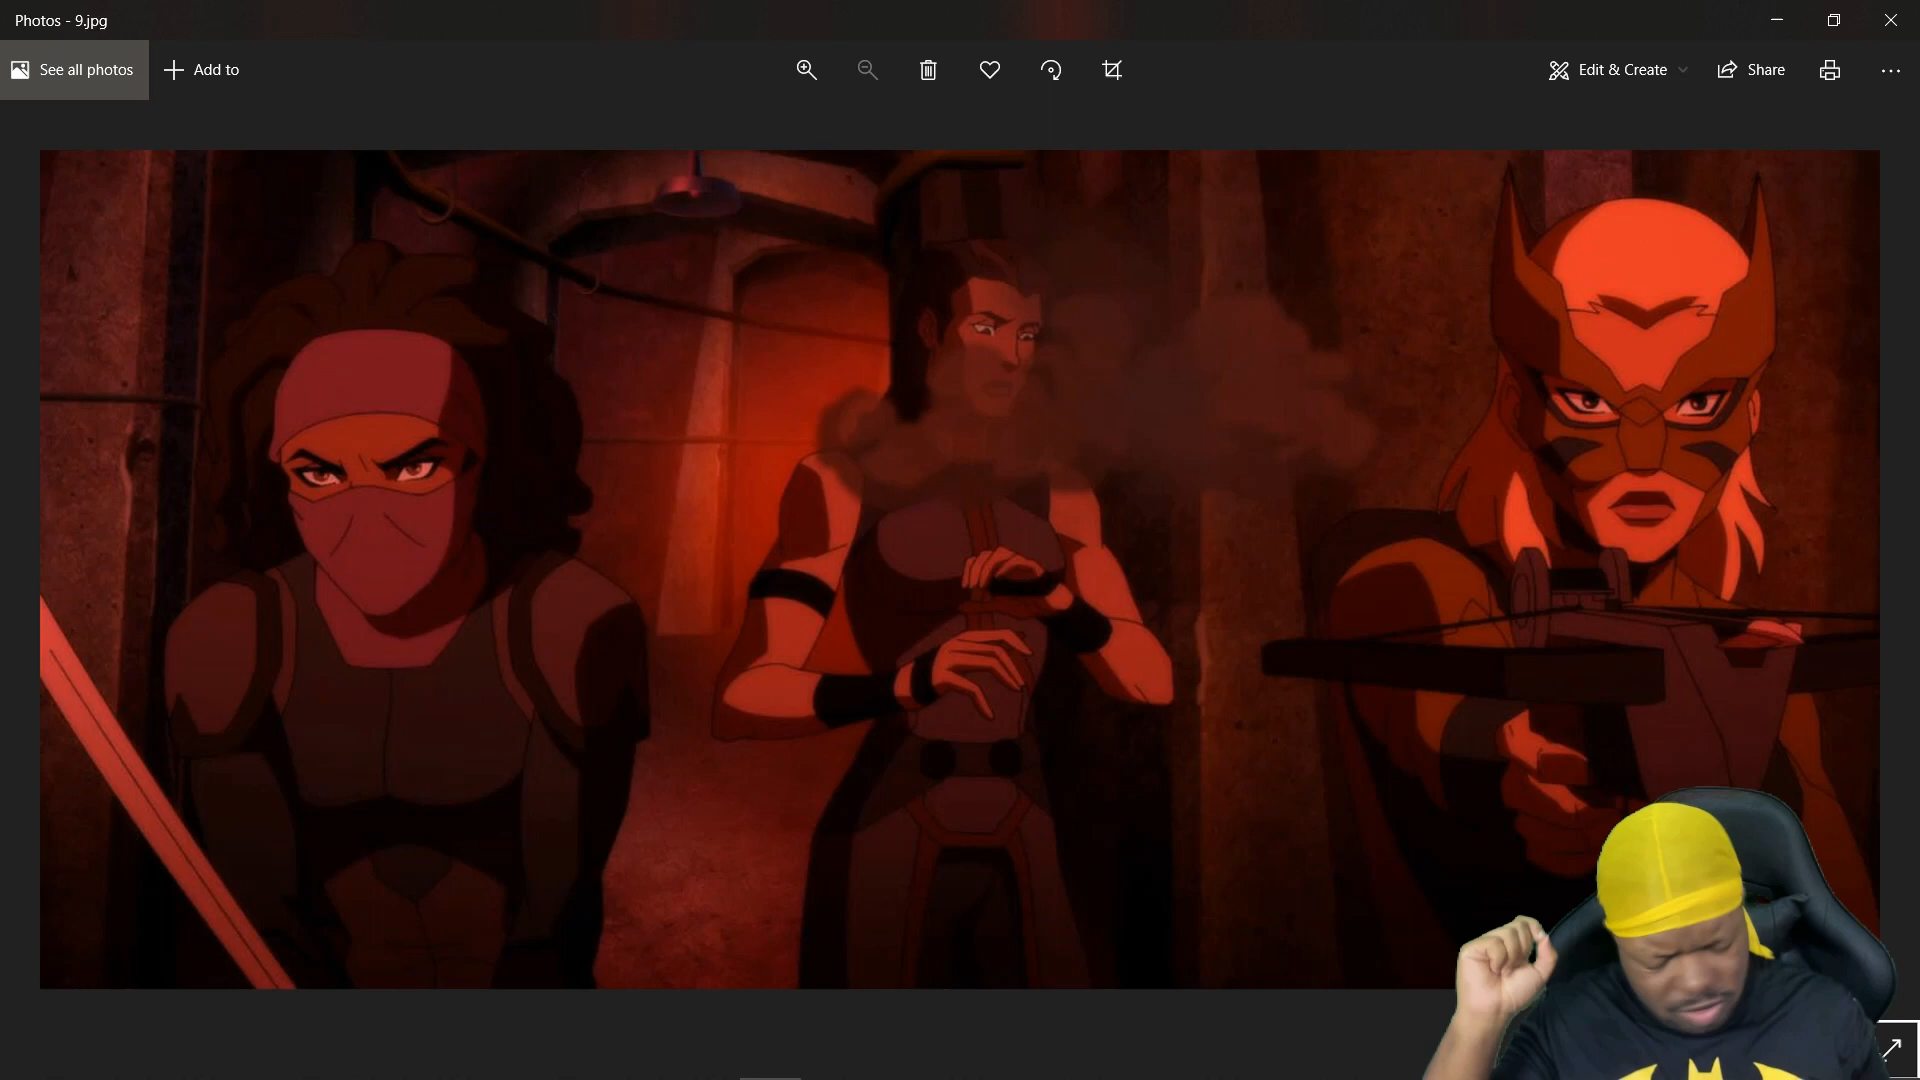 Photos - 9.jpg
See all photos
Add to
Edit & Create
Share